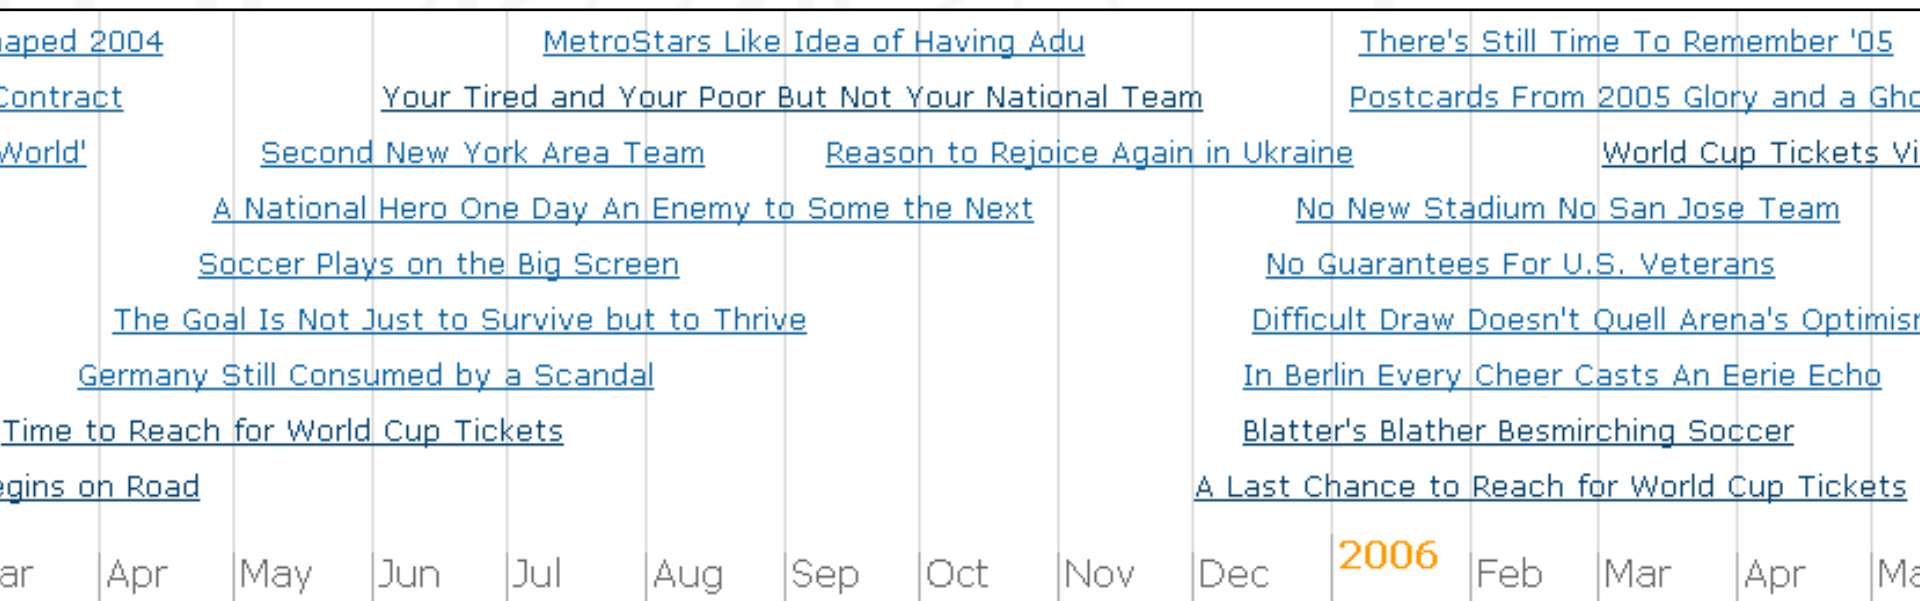 aped 2004 MetroStars Like Idea of Having Adu There's Still Time To Remember '05
Contract Your Tired and Your Poor But Not Your National Team Postcards From 2005 Glory and a Gho
World' Second New York Area Team Reason to Rejoice Again in Ukraine World Cup Tickets Vi
A National Hero One Day An Enemy to Some the Next No New Stadium No San Jose Team
Soccer Plays on the Big Screen No Guarantees For U.S. Veterans
The Goal Is Not Just to Survive but to Thrive Difficult Draw Doesn't Quell Arena's Optimis
Germany Still Consumed by a Scandal In Berlin Every Cheer Casts An Eerie Echo
Time to Reach for World Cup Tickets Blatter's Blather Besmirching Soccer
egins on Road A Last Chance to Reach for World Cup Tickets
ar Apr May Jun Jul Aug Sep Oct Nov Dec 2006 Feb Mar Apr Ma